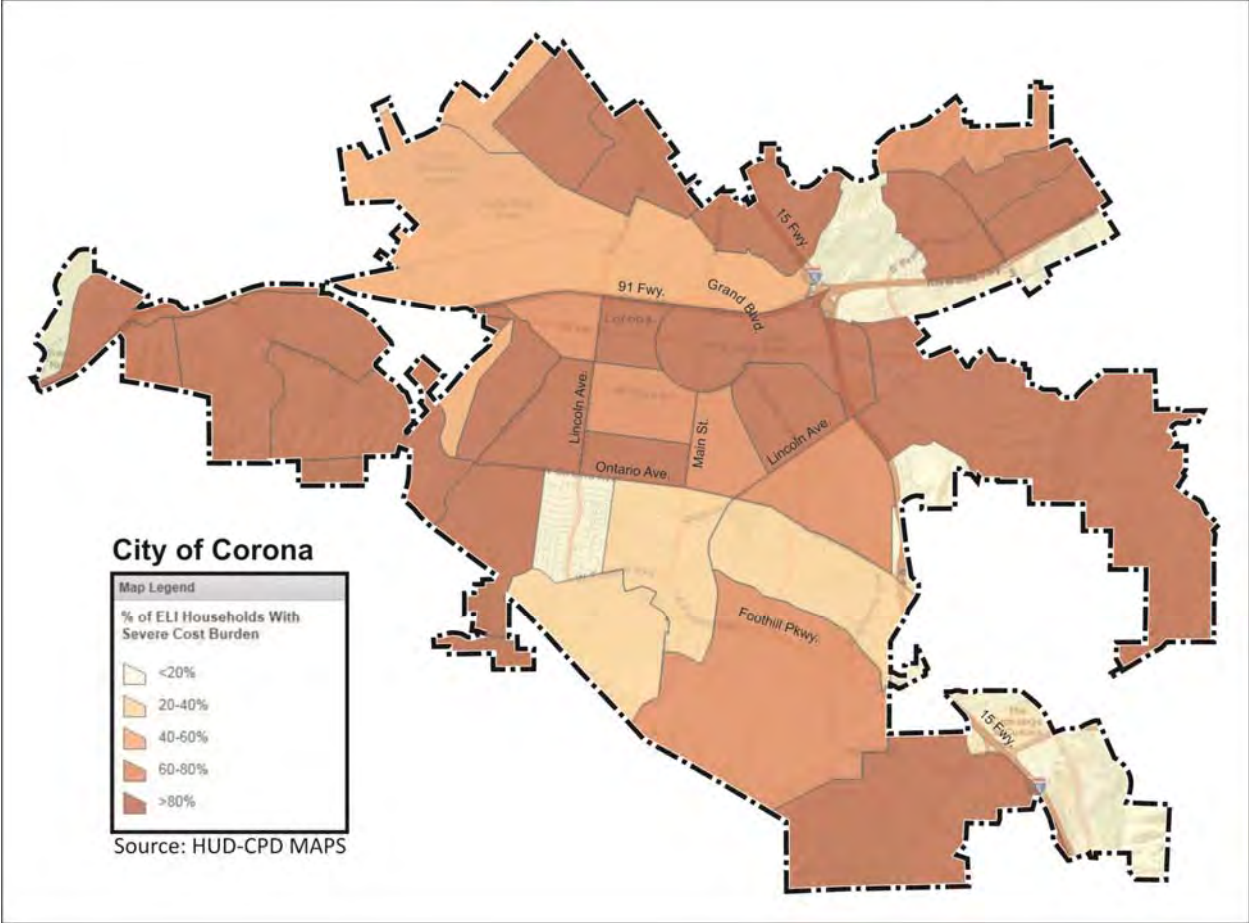 15 Fwy.
91 Fwy.
Grand Blvd.
Lincoln Ave.
Main St.
Lincoln Ave.
Ontario Ave.
Foothill Pkwy.
15 Fwy.
City of Corona
Map Legend
% of ELI Households With
Severe Cost Burden
<20%
20-40%
40-60%
60-80%
>80%
Source: HUD-CPD MAPS